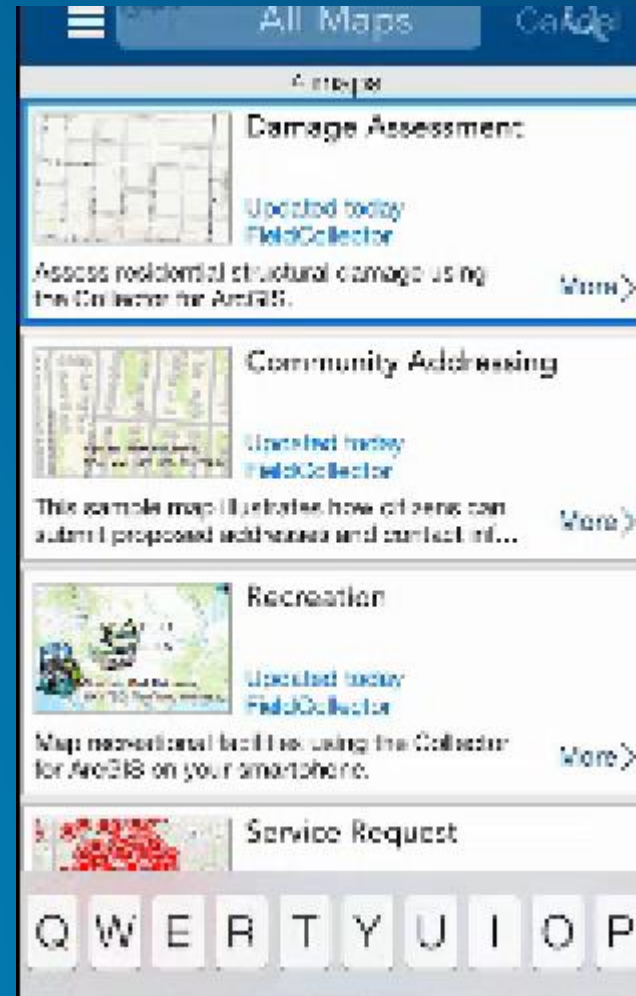 All Maps
4 maps
Damage Assessment
Updated today
FieldCollector
Assess residential structural damage using
the Collector for ArcGIS.
More
Community Addressing
Updated today
FieldCollector
This sample map illustrates how citizens can
submit proposed addresses and contact inf...
More
Recreation
Updated today
FieldCollector
Map recreational facilities using the Collector
for ArcGIS on your smartphone.
More
Service Request
Q W E R T Y U I O P